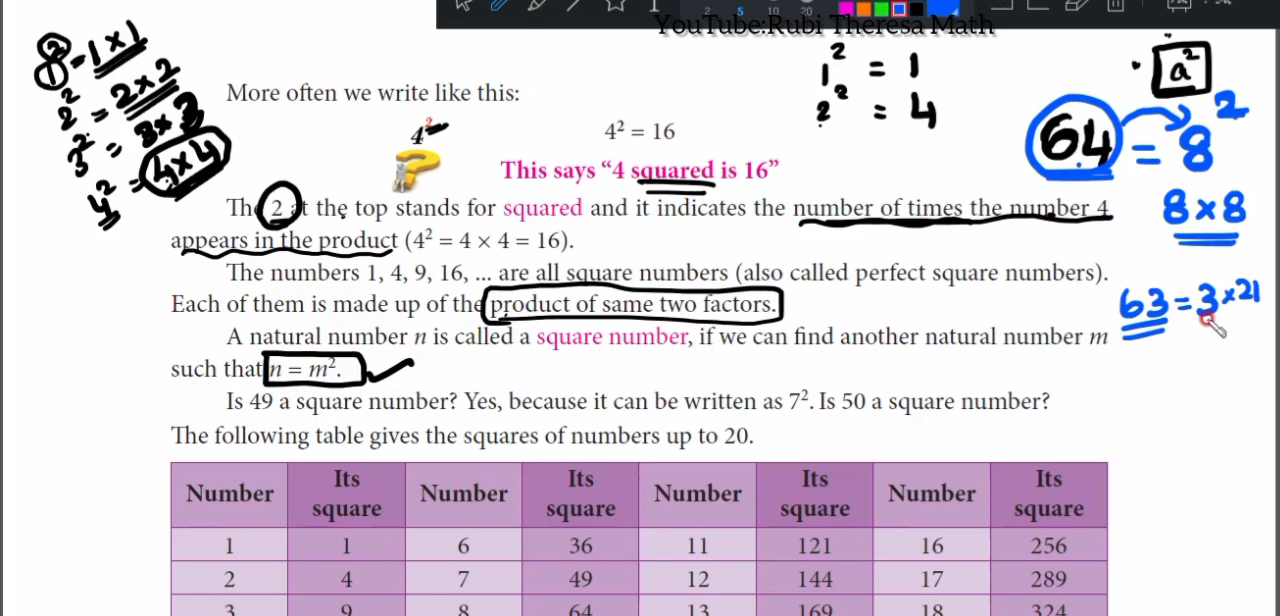 2 5 10 20
YouTube:Rubi Theresa Math
= 1 × 1
2² = 2 × 2
3² = 3 × 3
4² = 4 × 4
1² = 1
2² = 4
a²
64 = 8²
8 × 8
63 = 3 × 21
More often we write like this:
4²
4² = 16
This says “4 squared is 16”
The 2 at the top stands for squared and it indicates the number of times the number 4
appears in the product (4² = 4 × 4 = 16).
The numbers 1, 4, 9, 16, ... are all square numbers (also called perfect square numbers).
Each of them is made up of the product of same two factors.
A natural number n is called a square number, if we can find another natural number m
such that n = m².
Is 49 a square number? Yes, because it can be written as 7². Is 50 a square number?
The following table gives the squares of numbers up to 20.
Number Its square Number Its square Number Its square Number Its square
1 1 6 36 11 121 16 256
2 4 7 49 12 144 17 289
3 9 8 64 13 169 18 324